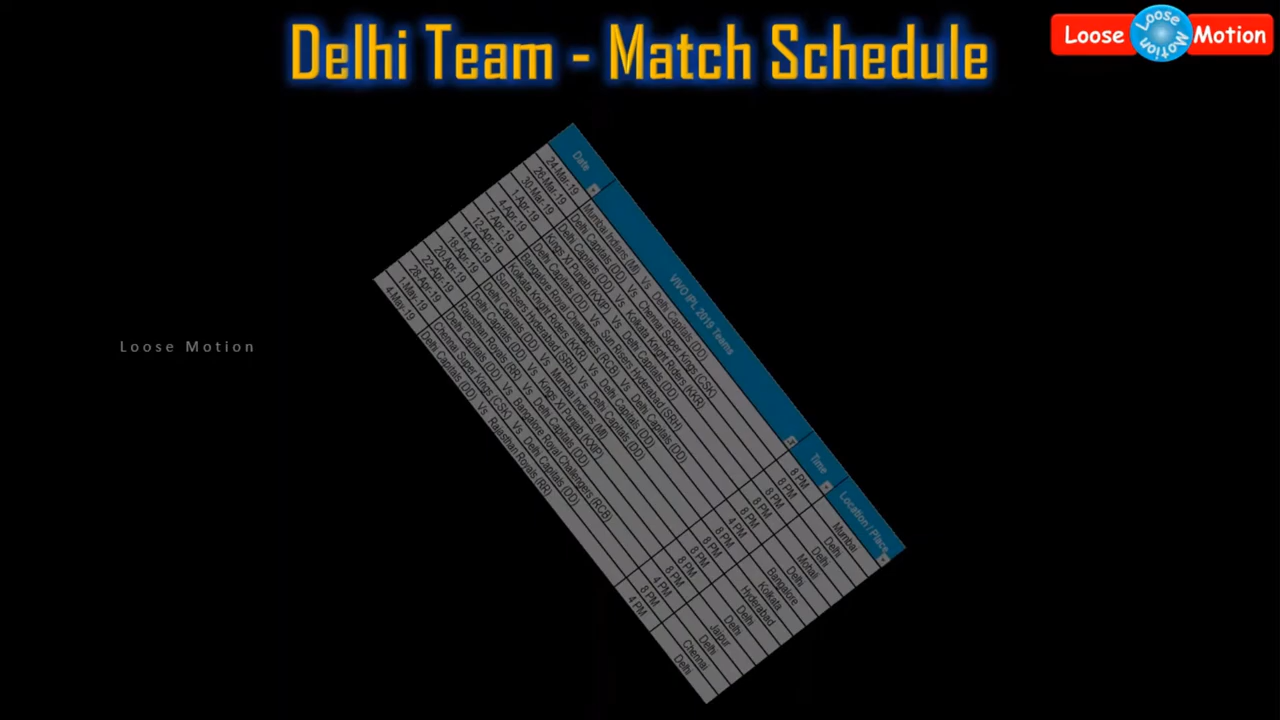 Delhi Team - Match Schedule
Loose Loose Motion Motion
Date VIVO IPL 2019 Teams Time Location / Place
24-Mar-19 Mumbai Indians (MI) Vs Delhi Capitals (DD) 8 PM Mumbai
26-Mar-19 Delhi Capitals (DD) Vs Chennai Super Kings (CSK) 8 PM Delhi
30-Mar-19 Delhi Capitals (DD) Vs Kolkata Knight Riders (KKR) 8 PM Delhi
1-Apr-19 Kings XI Punjab (KXIP) Vs Delhi Capitals (DD) 8 PM Mohali
4-Apr-19 Delhi Capitals (DD) Vs Sun Risers Hyderabad (SRH) 8 PM Delhi
7-Apr-19 Bangalore Royal Challengers (RCB) Vs Delhi Capitals (DD) 4 PM Bangalore
12-Apr-19 Kolkata Knight Riders (KKR) Vs Delhi Capitals (DD) 8 PM Kolkata
14-Apr-19 Sun Risers Hyderabad (SRH) Vs Delhi Capitals (DD) 8 PM Hyderabad
18-Apr-19 Delhi Capitals (DD) Vs Mumbai Indians (MI) 8 PM Delhi
20-Apr-19 Delhi Capitals (DD) Vs Kings XI Punjab (KXIP) 8 PM Delhi
22-Apr-19 Rajasthan Royals (RR) Vs Delhi Capitals (DD) 8 PM Jaipur
28-Apr-19 Delhi Capitals (DD) Vs Bangalore Royal Challengers (RCB) 4 PM Delhi
1-May-19 Chennai Super Kings (CSK) Vs Delhi Capitals (DD) 8 PM Chennai
4-May-19 Delhi Capitals (DD) Vs Rajasthan Royals (RR) 4 PM Delhi
Loose Motion